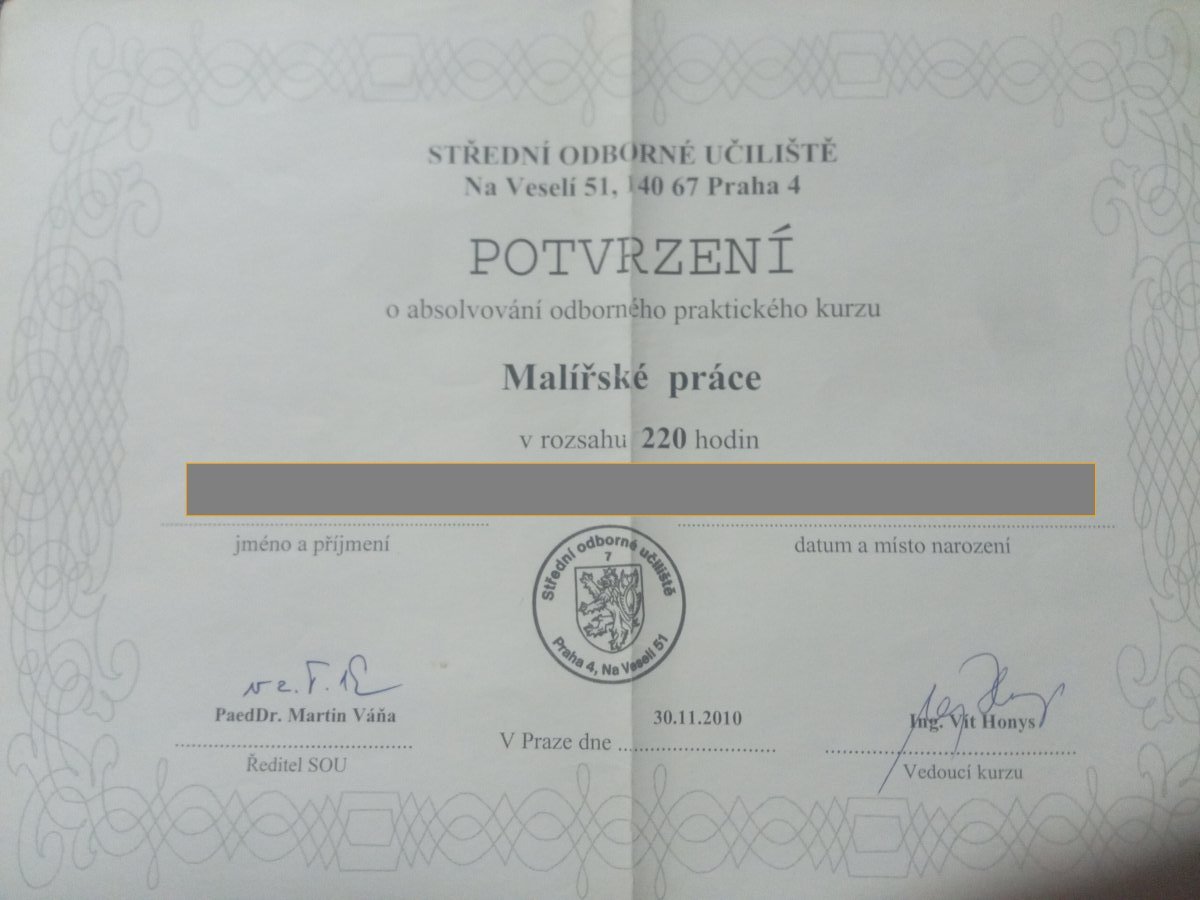 STŘEDNÍ ODBORNÉ UČILIŠTĚ
Na Veselí 51, 140 67 Praha 4
POTVRZENÍ
o absolvování odborného praktického kurzu
Malířské práce
v rozsahu 220 hodin
jméno a příjmení
datum a místo narození
Střední odborné učiliště
7
Praha 4, Na Veselí 51
PaedDr. Martin Váňa
Ředitel SOU
30.11.2010
V Praze dne
Ing. Vít Honys
Vedoucí kurzu